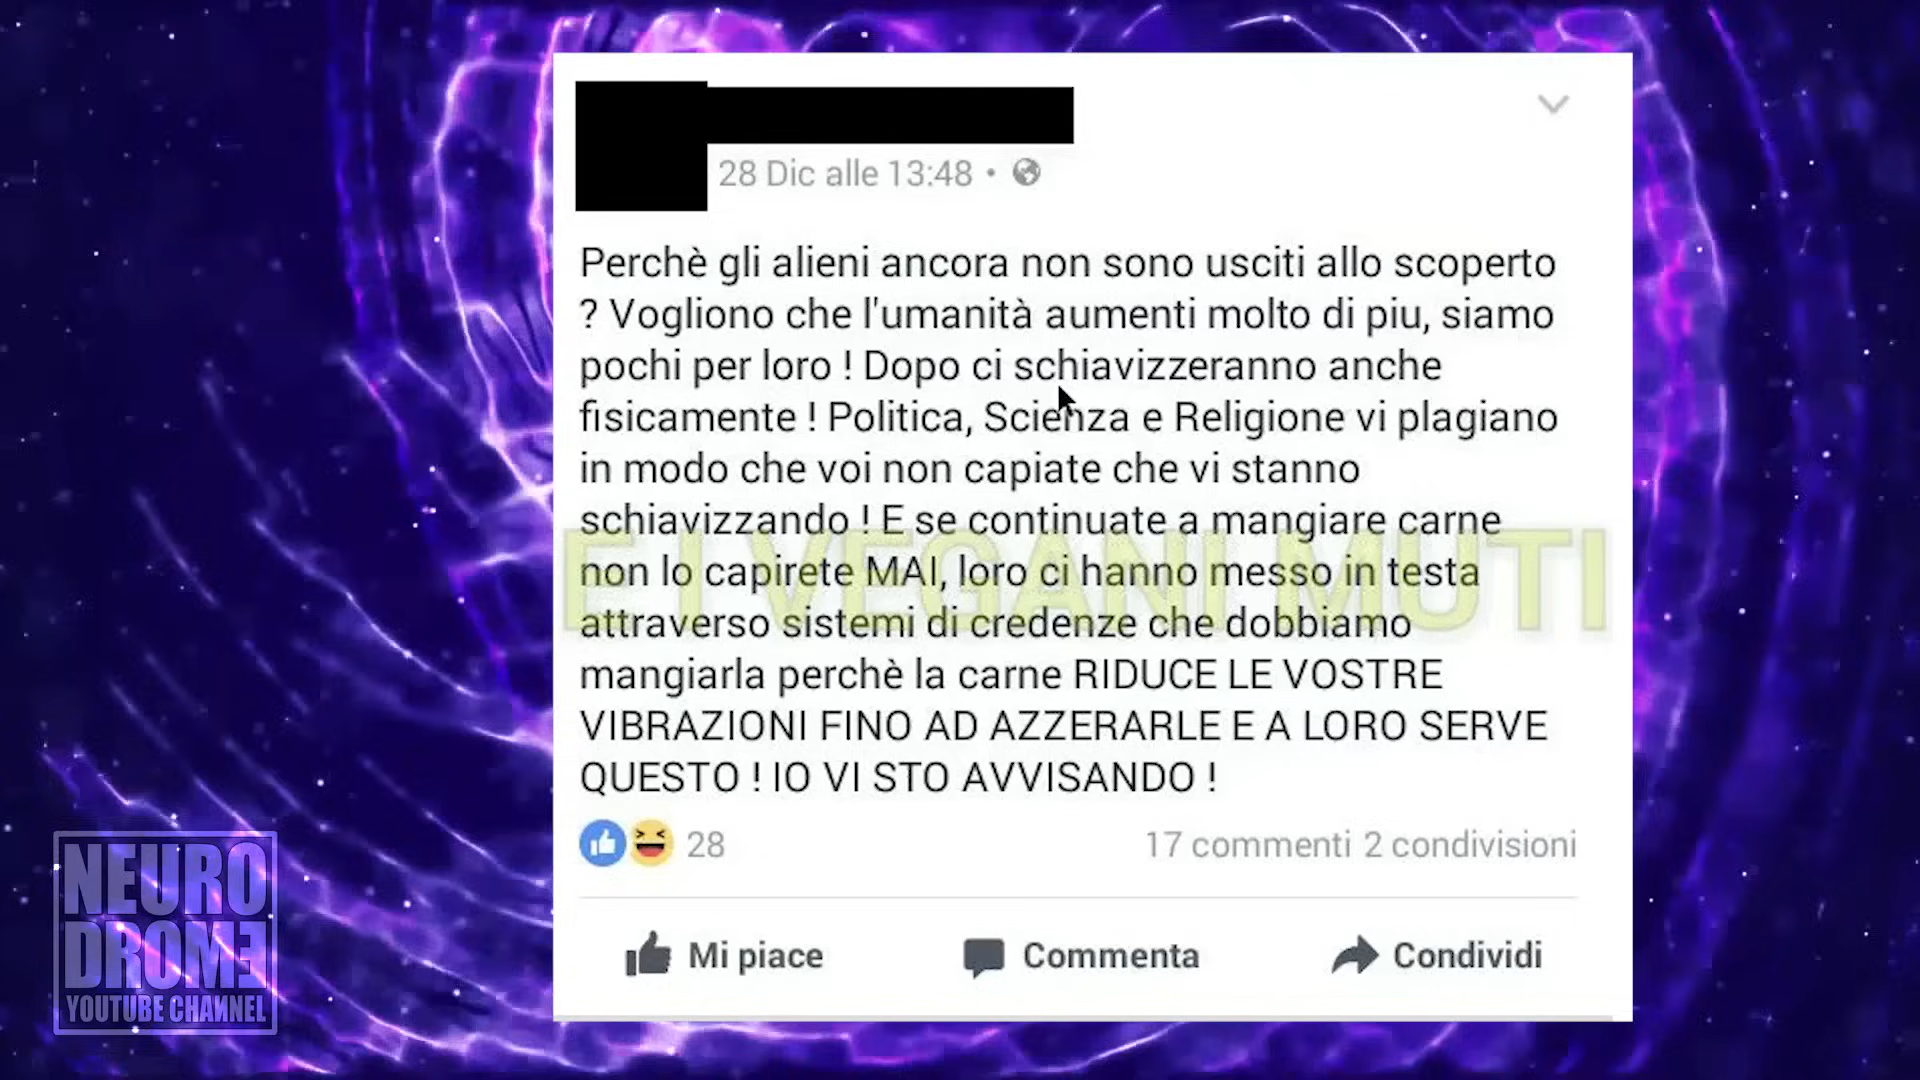 28 Dic alle 13:48 •
Perchè gli alieni ancora non sono usciti allo scoperto
? Vogliono che l'umanità aumenti molto di piu, siamo
pochi per loro ! Dopo ci schiavizzeranno anche
fisicamente ! Politica, Scienza e Religione vi plagiano
in modo che voi non capiate che vi stanno
schiavizzando ! E se continuate a mangiare carne
non lo capirete MAI, loro ci hanno messo in testa
attraverso sistemi di credenze che dobbiamo
mangiarla perchè la carne RIDUCE LE VOSTRE
VIBRAZIONI FINO AD AZZERARLE E A LORO SERVE
QUESTO ! IO VI STO AVVISANDO !
E I VEGANI MUTI
28 17 commenti 2 condivisioni
Mi piace Commenta Condividi
NEURO
DROME
YOUTUBE CHANNEL